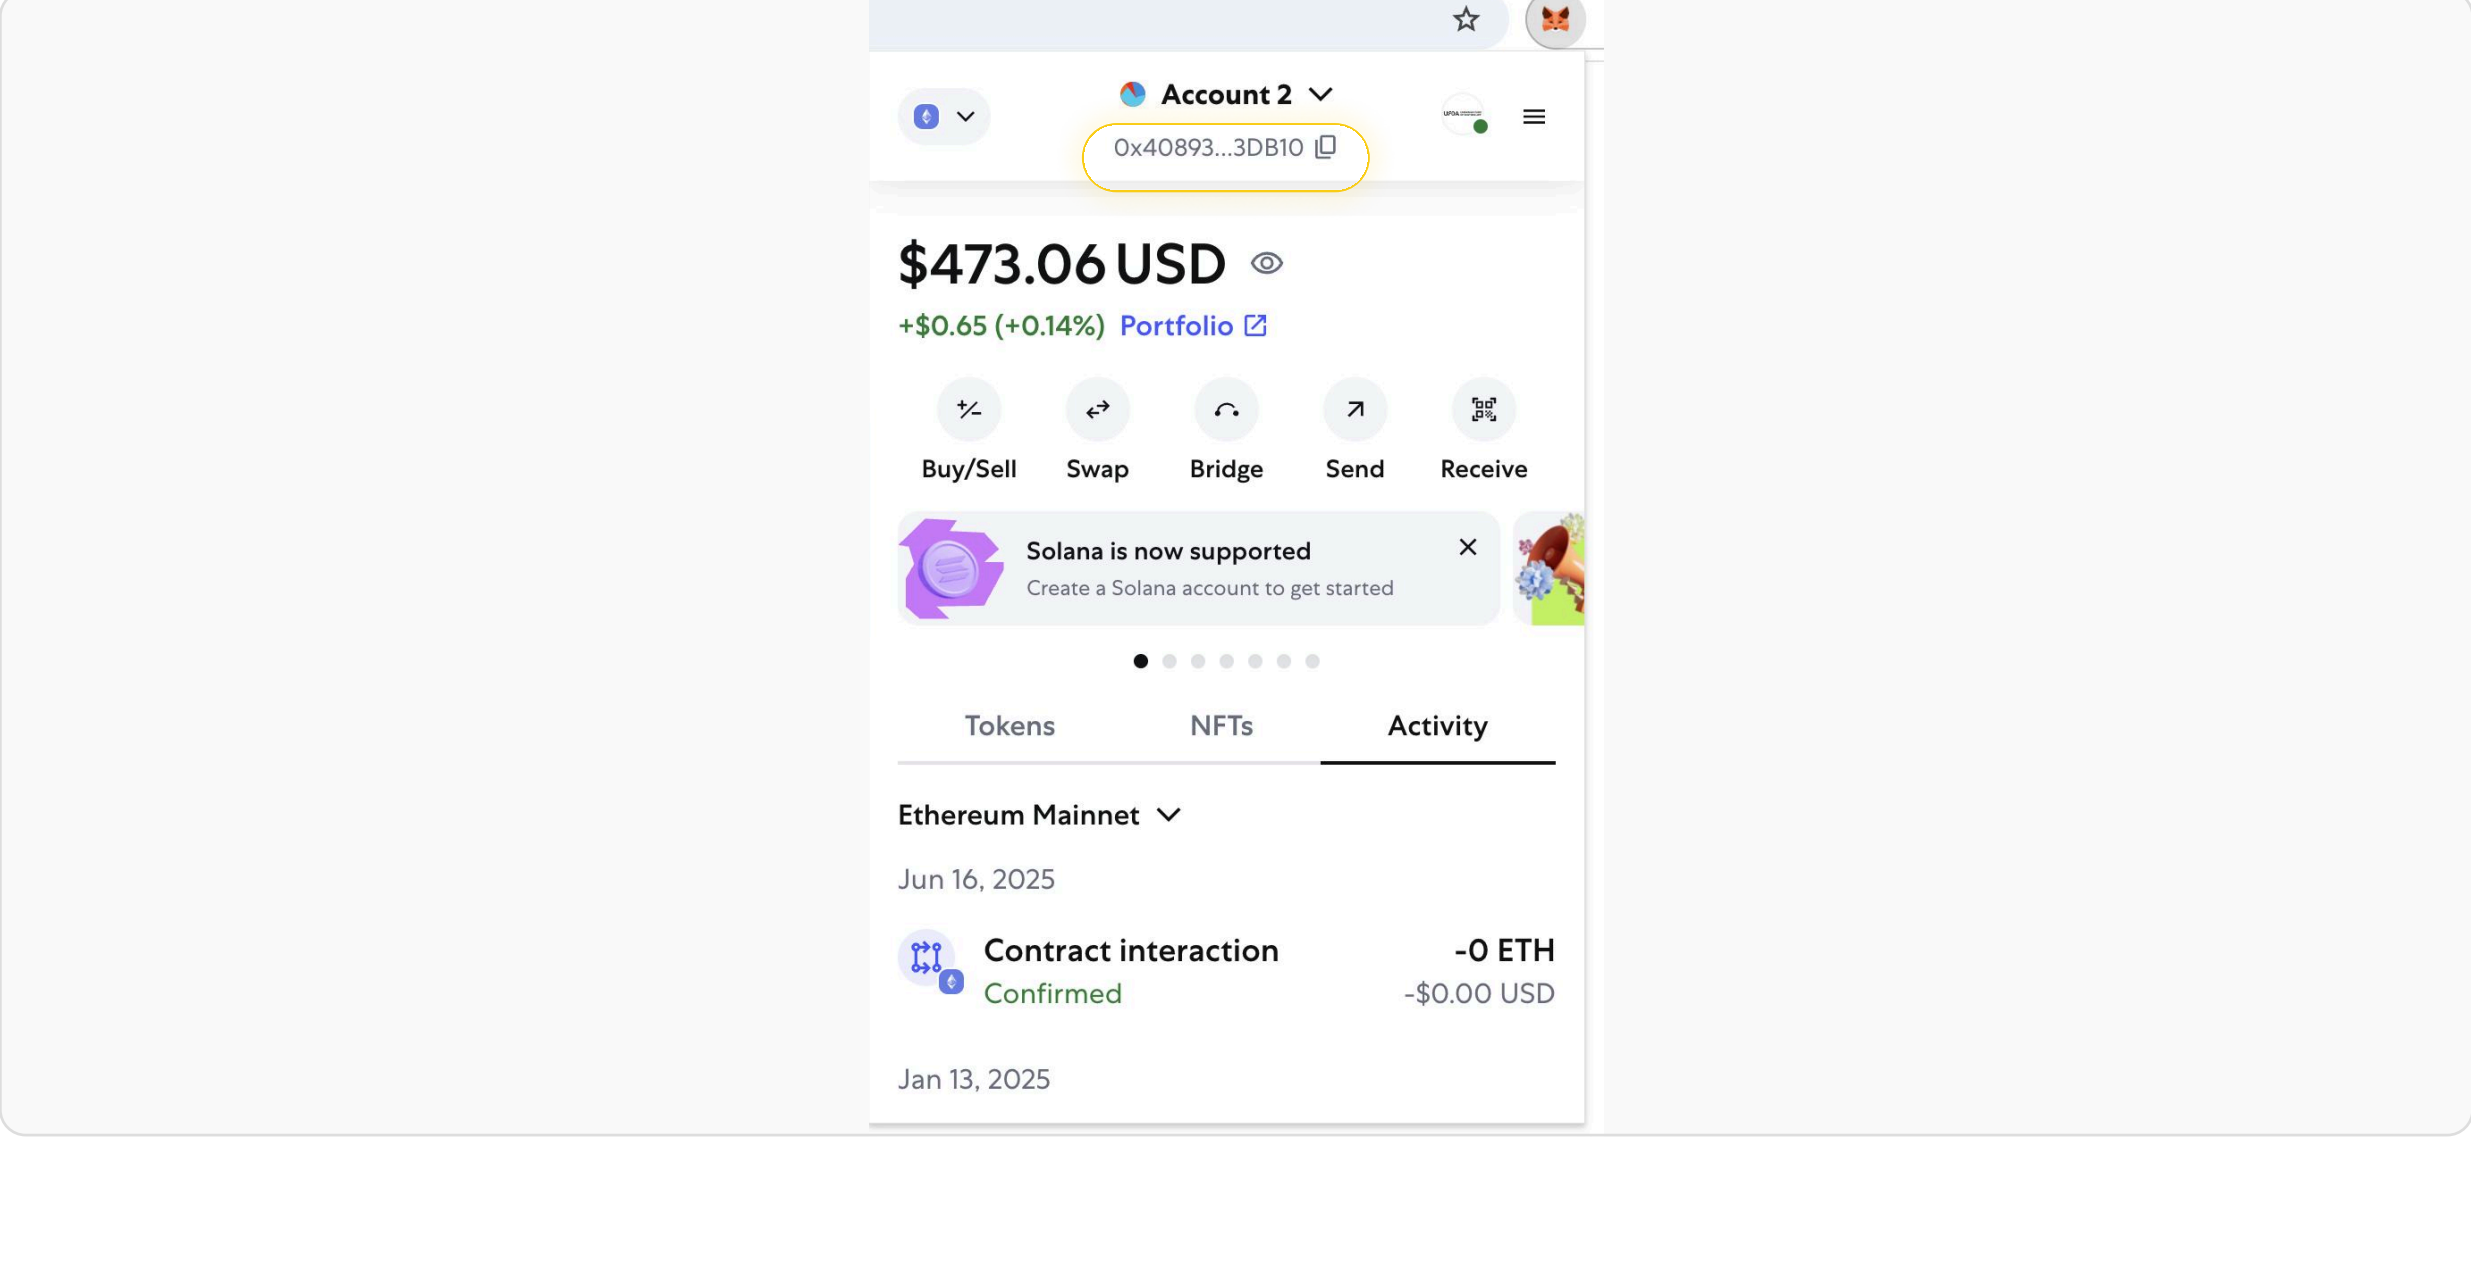 Account 2
0x40893...3DB10
$473.06 USD
+$0.65 (+0.14%) Portfolio
Buy/Sell Swap Bridge Send Receive
Solana is now supported
Create a Solana account to get started
Tokens NFTs Activity
Ethereum Mainnet
Jun 16, 2025
Contract interaction -0 ETH
Confirmed -$0.00 USD
Jan 13, 2025